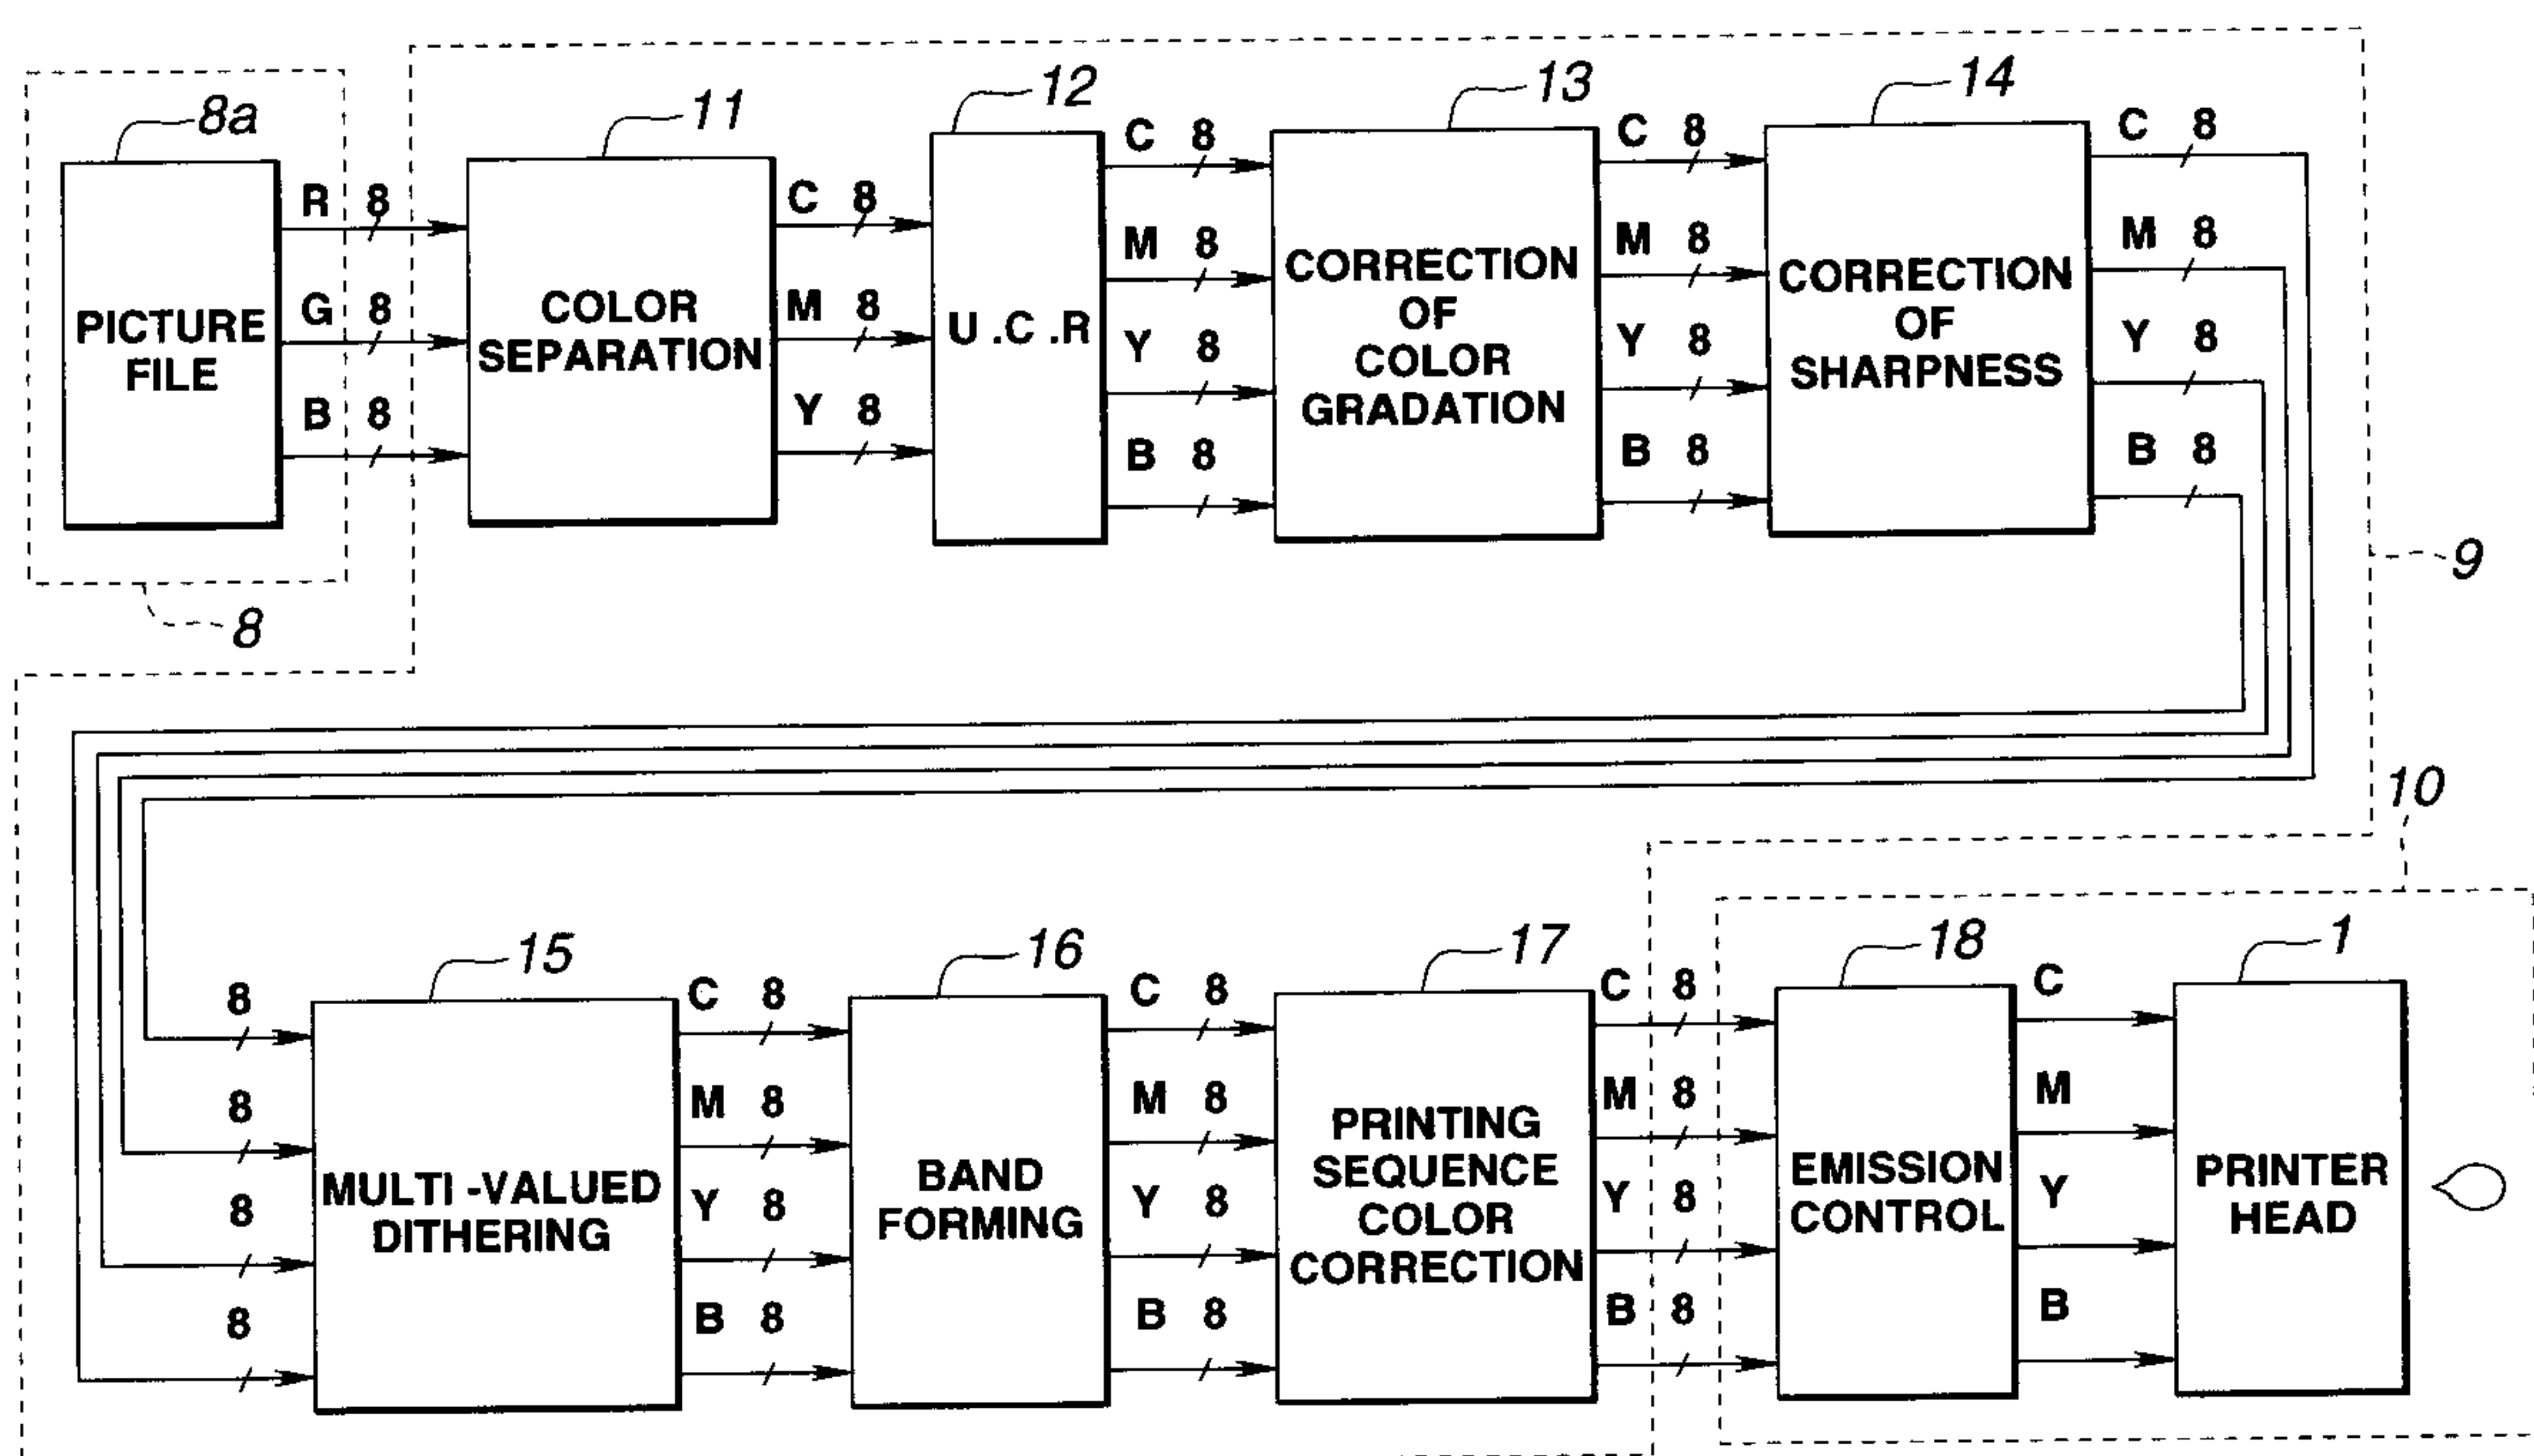 8a
11
12
13
14
R 8
G 8
B 8
PICTURE
FILE
COLOR
SEPARATION
C 8
M 8
Y 8
U.C.R
C 8
M 8
Y 8
B 8
CORRECTION
OF
COLOR
GRADATION
C 8
M 8
Y 8
B 8
CORRECTION
OF
SHARPNESS
C 8
M 8
Y 8
B 8
8
9
10
15
16
17
18
1
8
8
8
8
MULTI-VALUED
DITHERING
C 8
M 8
Y 8
B 8
BAND
FORMING
C 8
M 8
Y 8
B 8
PRINTING
SEQUENCE
COLOR
CORRECTION
C 8
M 8
Y 8
B 8
EMISSION
CONTROL
C
M
Y
B
PRINTER
HEAD